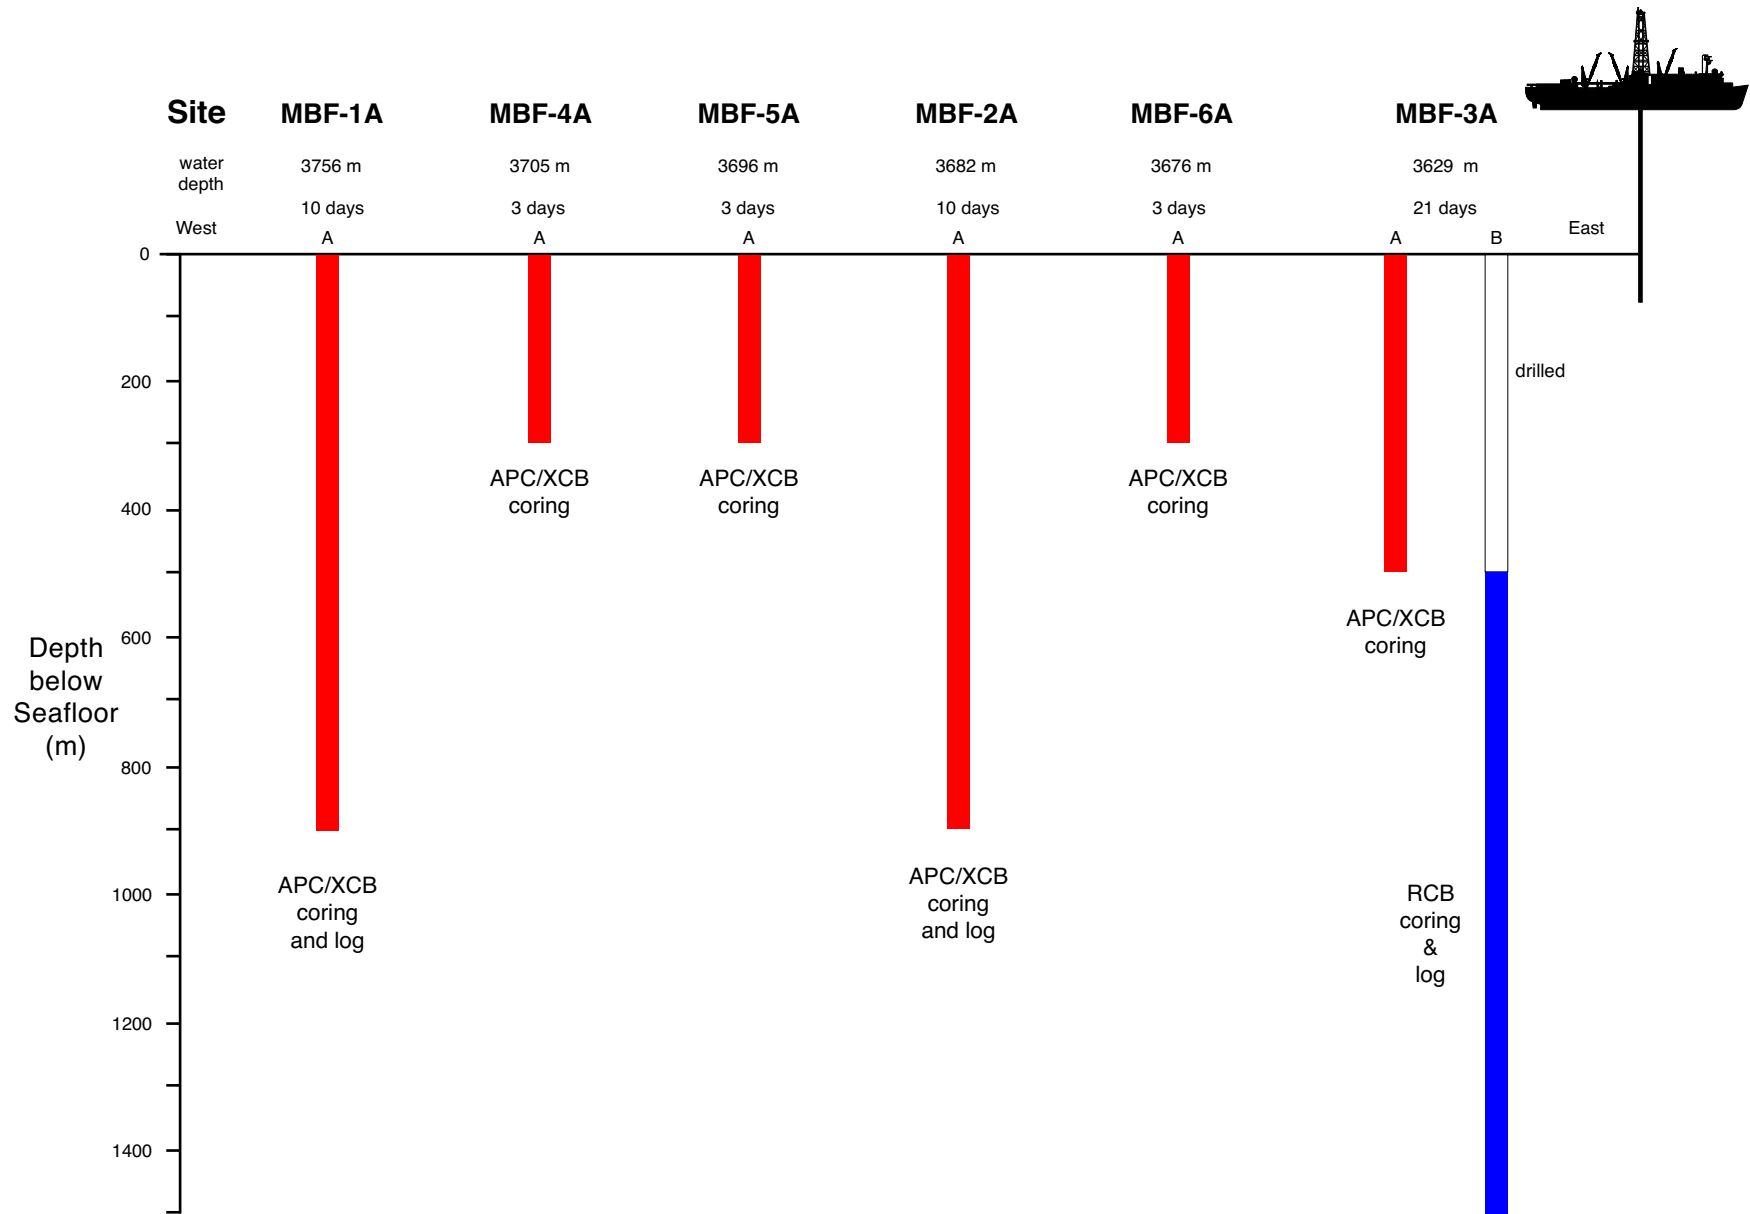 Site MBF-1A MBF-4A MBF-5A MBF-2A MBF-6A MBF-3A
water depth 3756 m 3705 m 3696 m 3682 m 3676 m 3629 m
10 days 3 days 3 days 10 days 3 days 21 days
West East
A A A A A A B
0
200
400
600
800
1000
1200
1400
Depth
below
Seafloor
(m)
drilled
APC/XCB
coring
and log
APC/XCB
coring
APC/XCB
coring
APC/XCB
coring
and log
APC/XCB
coring
APC/XCB
coring
RCB
coring
&
log